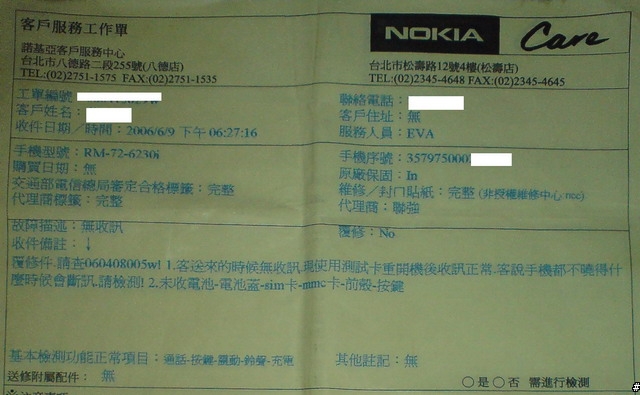 客戶服務工作單
NOKIA Care
諾基亞客戶服務中心
台北市八德路二段255號(八德店)
TEL:(02)2751-1575 FAX:(02)2751-1535
台北市松壽路12號4樓(松壽店)
TEL:(02)2345-4648 FAX:(02)2345-4645
工單編號
聯絡電話：
客戶姓名：
客戶住址：無
收件日期／時間：2006/6/9 下午 06:27:16
服務人員：EVA
手機型號：RM-72-6230i
手機序號：357975000
購買日期：無
原廠保固：In
交通部電信總局審定合格標籤：完整
維修／封口貼紙：完整 (非授權維修中心 ncc)
代理商標籤：完整
代理商：聯強
故障描述：無收訊
覆修：No
收件備註：↓
覆修件.請查060408005w! 1.客送來的時候無收訊.現使用測試卡重開機後收訊正常.客說手機都不曉得什
麼時候會斷訊.請檢測! 2.未收電池-電池蓋-sim卡-mmc卡-前殼-按鍵
基本檢測功能正常項目：通話-按鍵-震動-鈴聲-充電
其他註記：無
送修附屬配件： 無
○是○否 需進行檢測